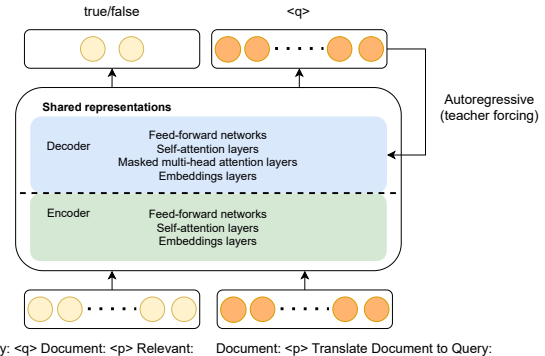 true/false
<q>
Shared representations
Decoder
Feed-forward networks
Self-attention layers
Masked multi-head attention layers
Embeddings layers
Autoregressive
(teacher forcing)
Encoder
Feed-forward networks
Self-attention layers
Embeddings layers
y: <q> Document: <p> Relevant:
Document: <p> Translate Document to Query: